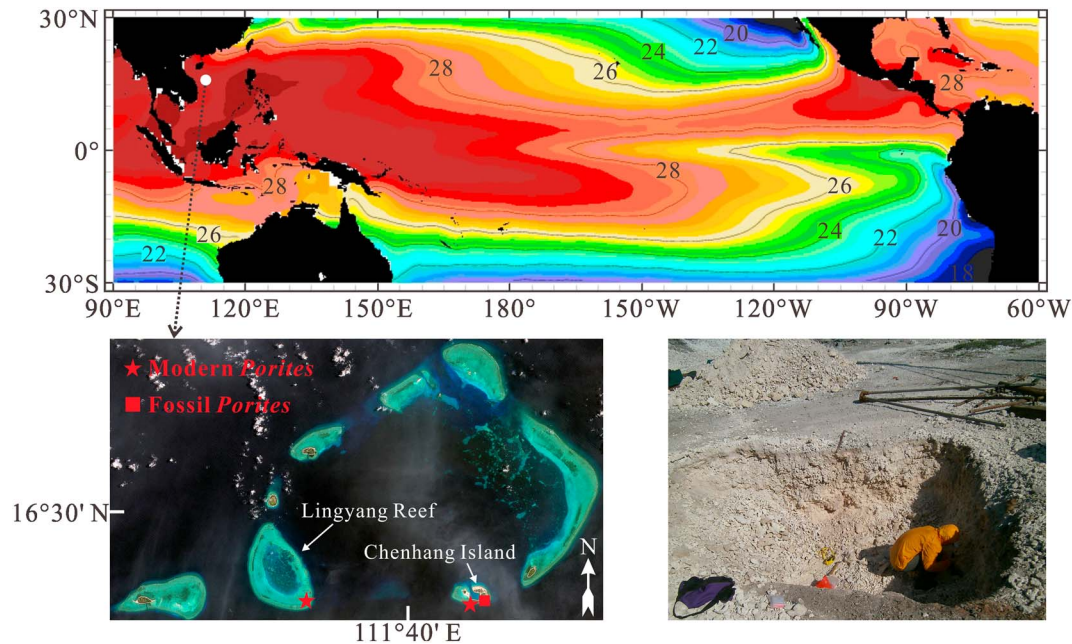 30°N
0°
30°S
20
24
22
28
26
28
28
28
26
26
20
24
22
22
18
90°E
120°E
150°E
180°E
150°W
120°W
90°W
60°W
★ Modern Porites
■ Fossil Porites
16°30' N
Lingyang Reef
Chenhang Island
N
111°40' E